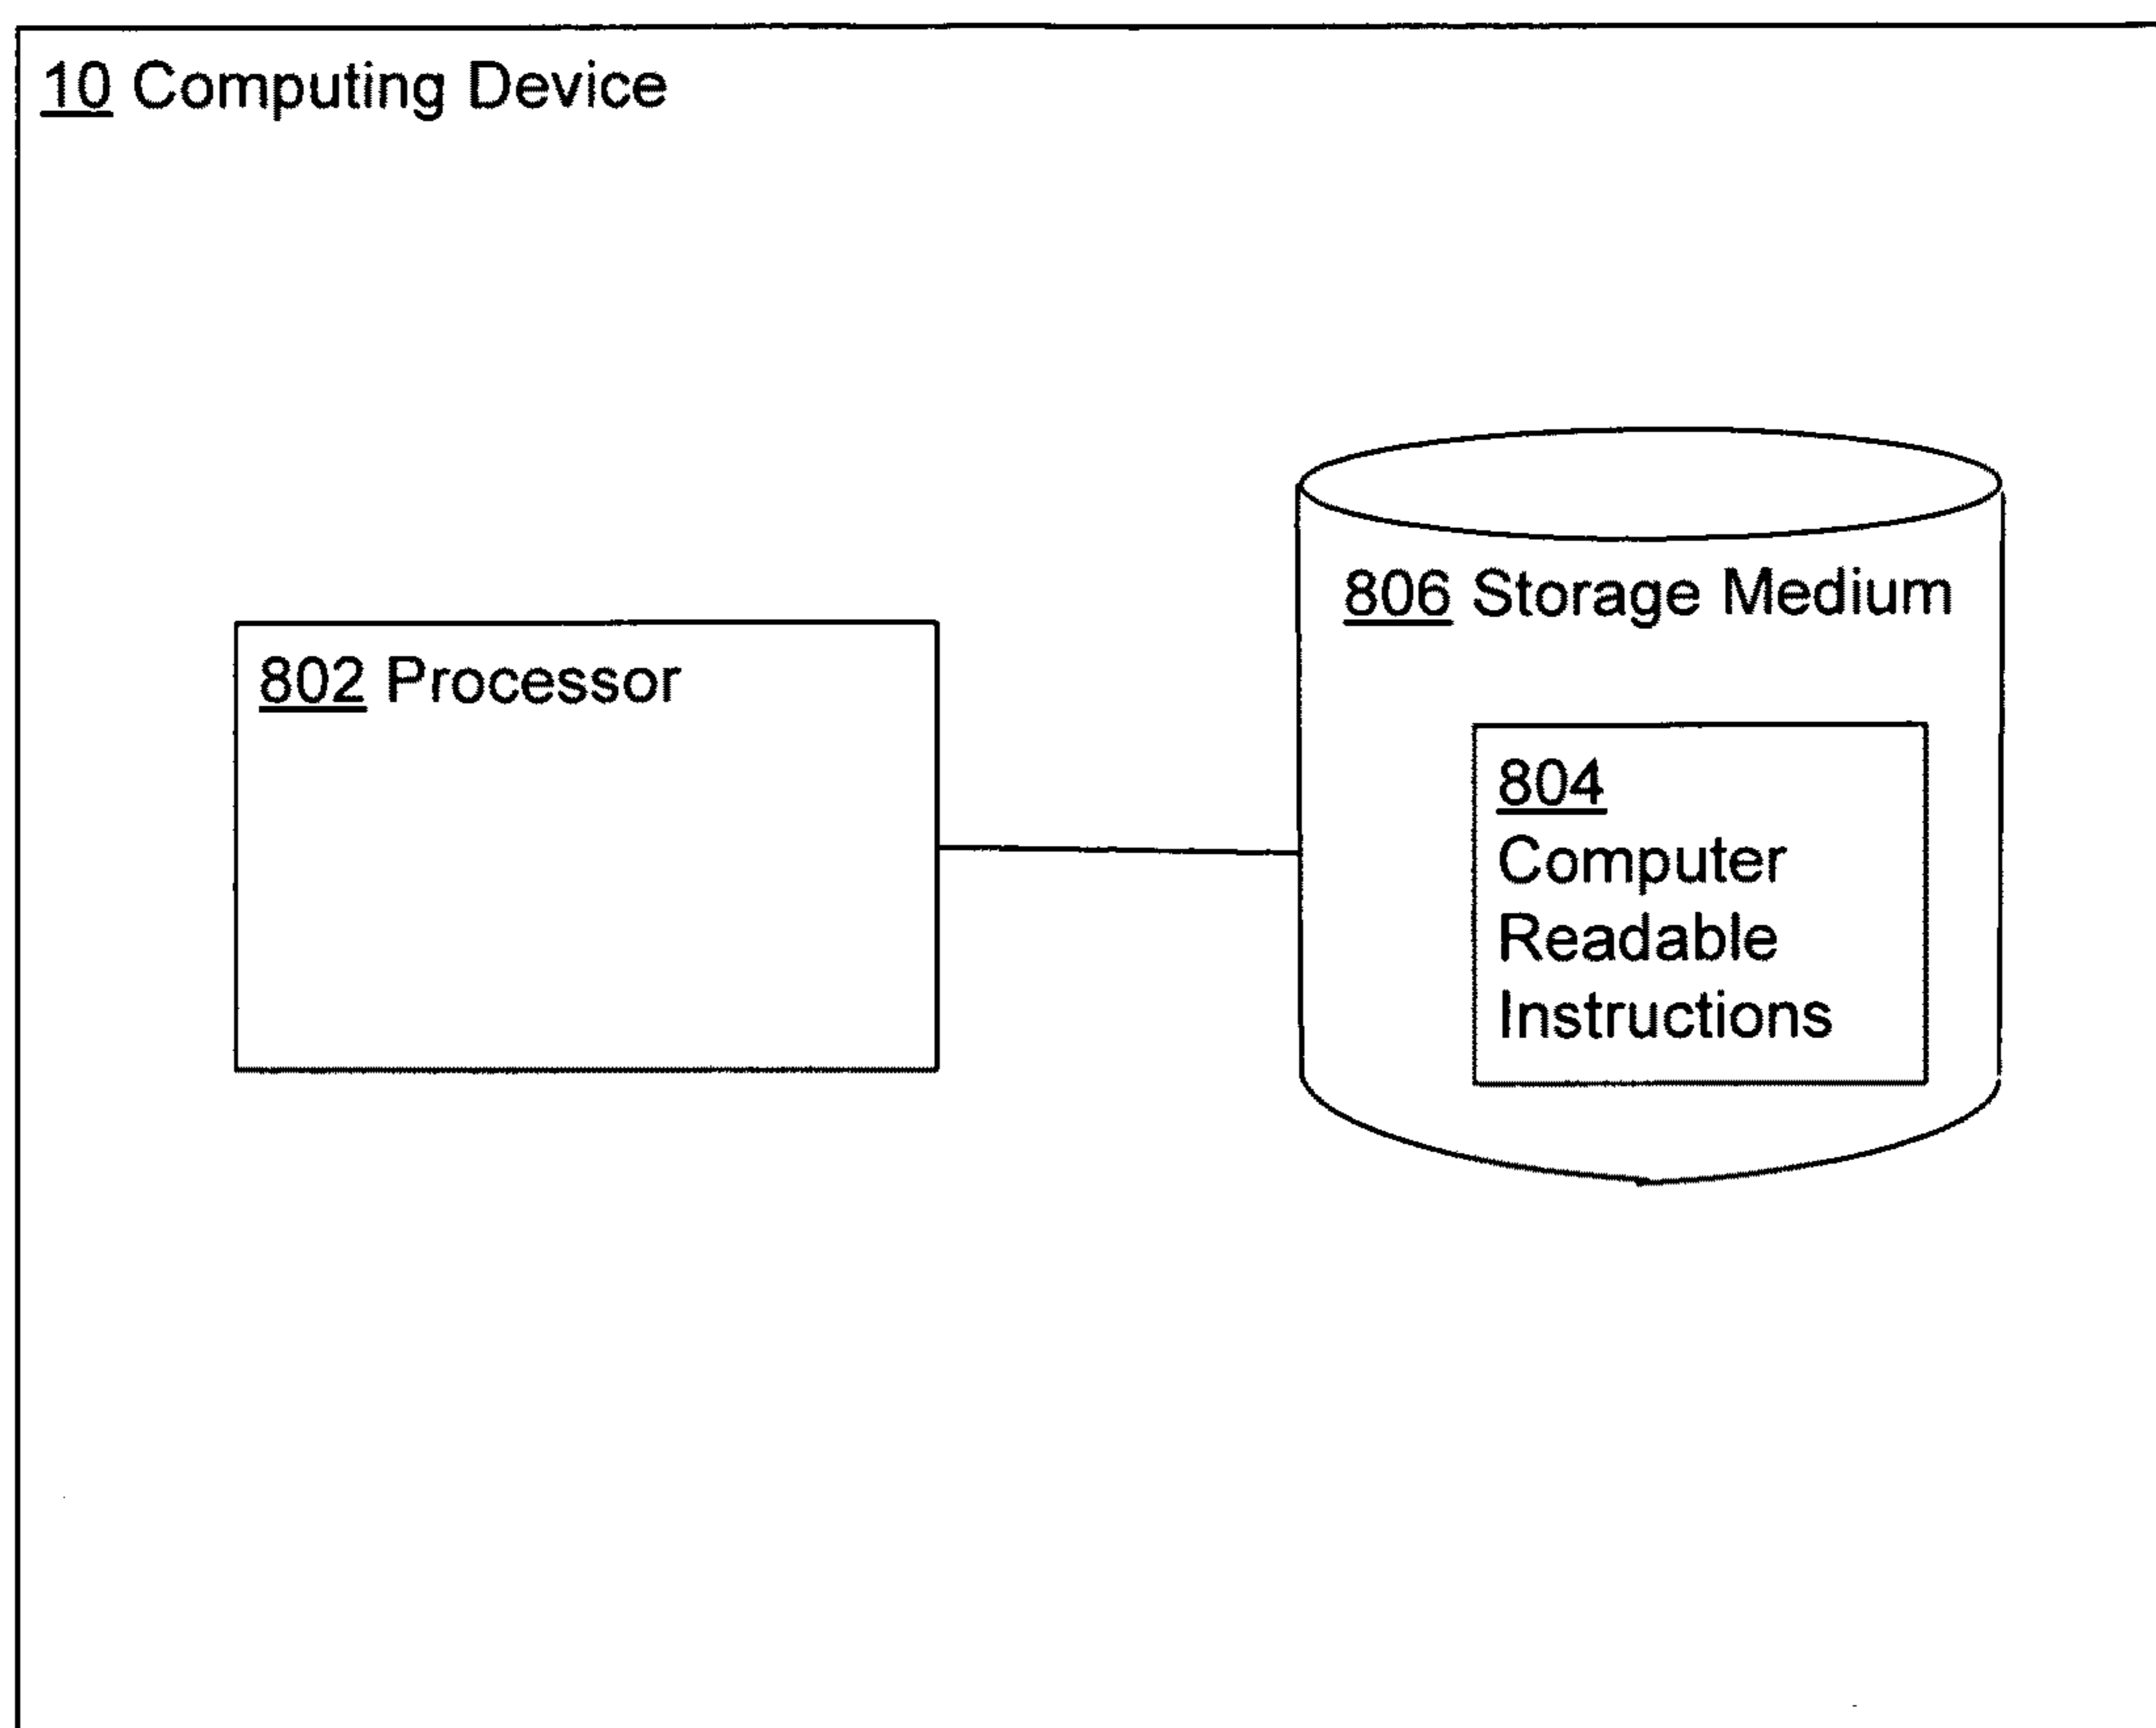 10 Computing Device
806 Storage Medium
802 Processor
804
Computer
Readable
Instructions